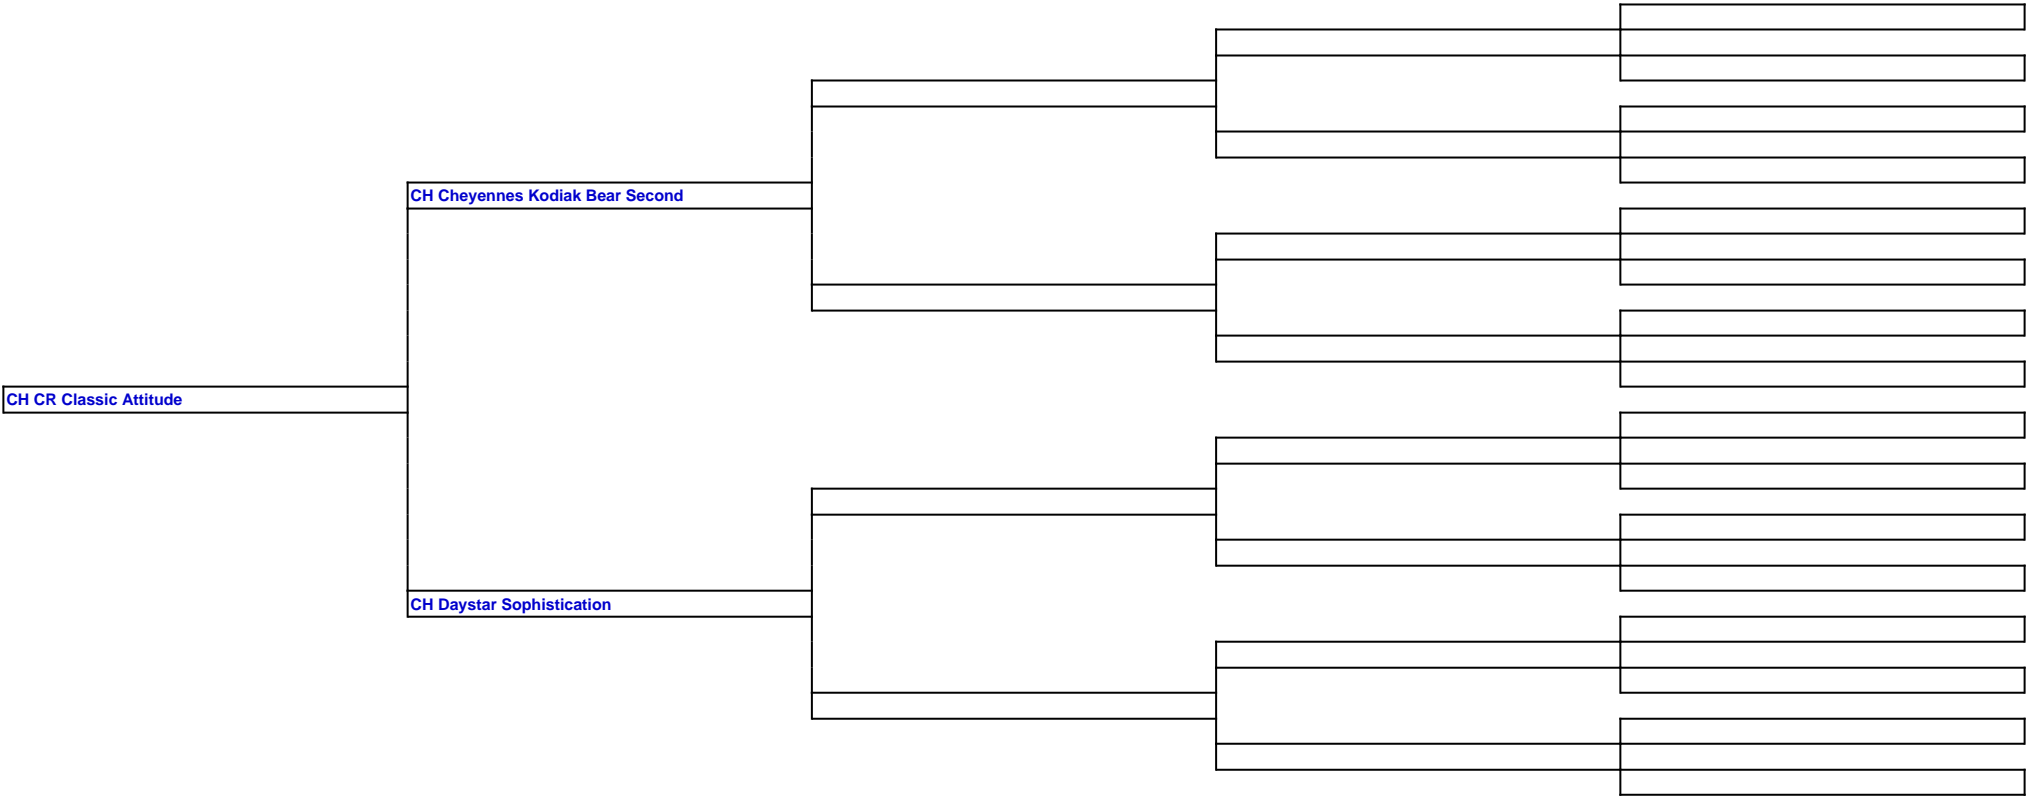 CH Cheyennes Kodiak Bear Second
CH CR Classic Attitude
CH Daystar Sophistication